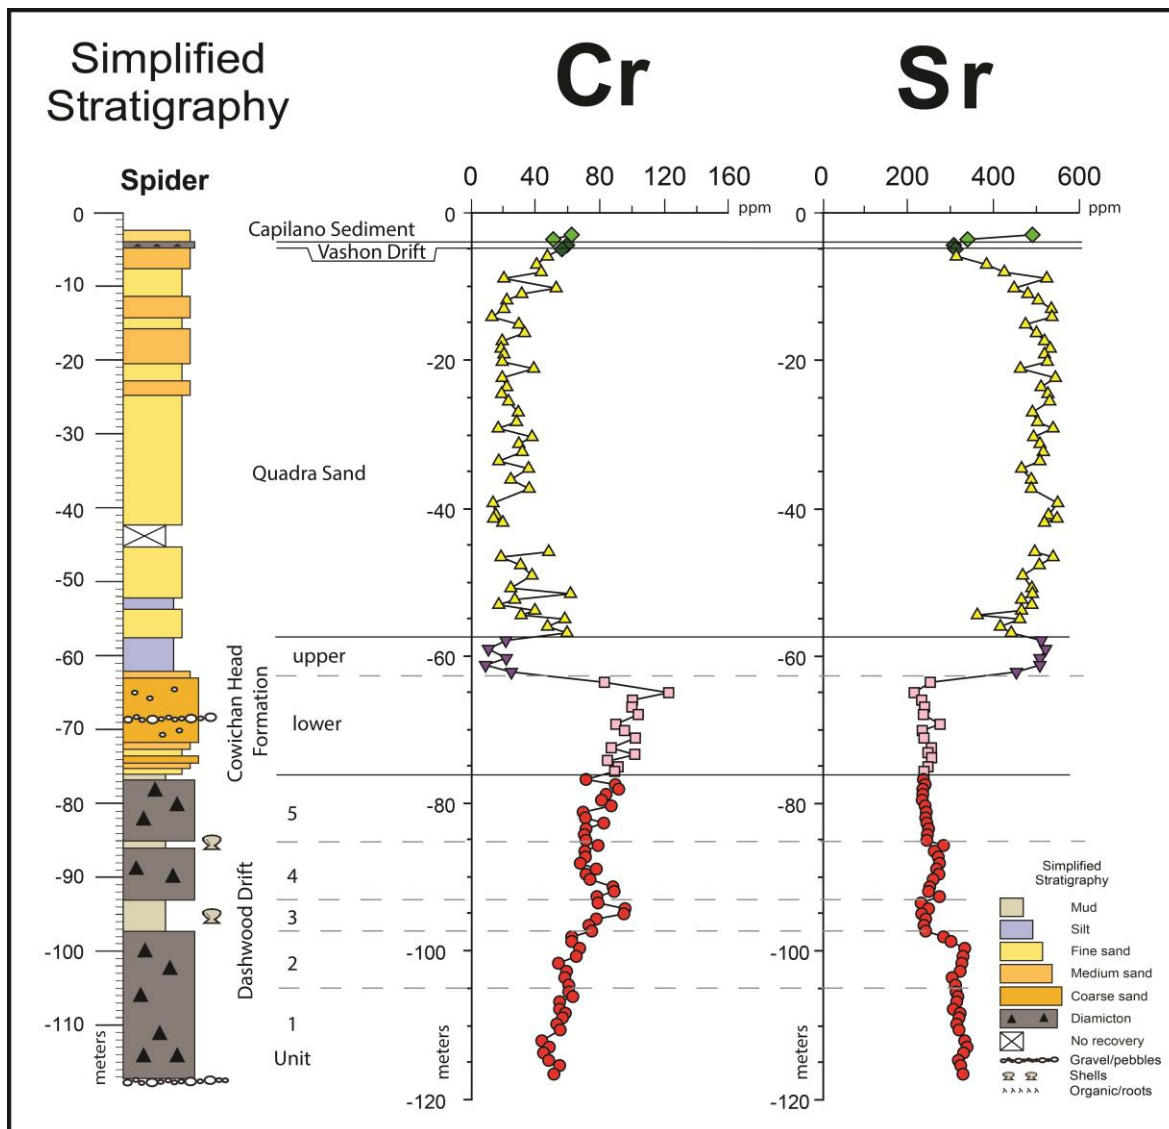 Simplified
Stratigraphy
Cr
Sr
Spider
0 40 80 120 160
ppm
0 200 400 600
ppm
0
-10
-20
-30
-40
-50
-60
-70
-80
-90
-100
-110
meters
Capilano Sediment
Vashon Drift
Quadra Sand
Cowichan Head
Formation
upper
lower
Dashwood Drift
5
4
3
2
1
Unit
0
-20
-40
-60
-80
-100
-120
meters
0
-20
-40
-60
-80
-100
-120
meters
Simplified
Stratigraphy
Mud
Silt
Fine sand
Medium sand
Coarse sand
Diamicton
No recovery
Gravel/pebbles
Shells
Organic/roots